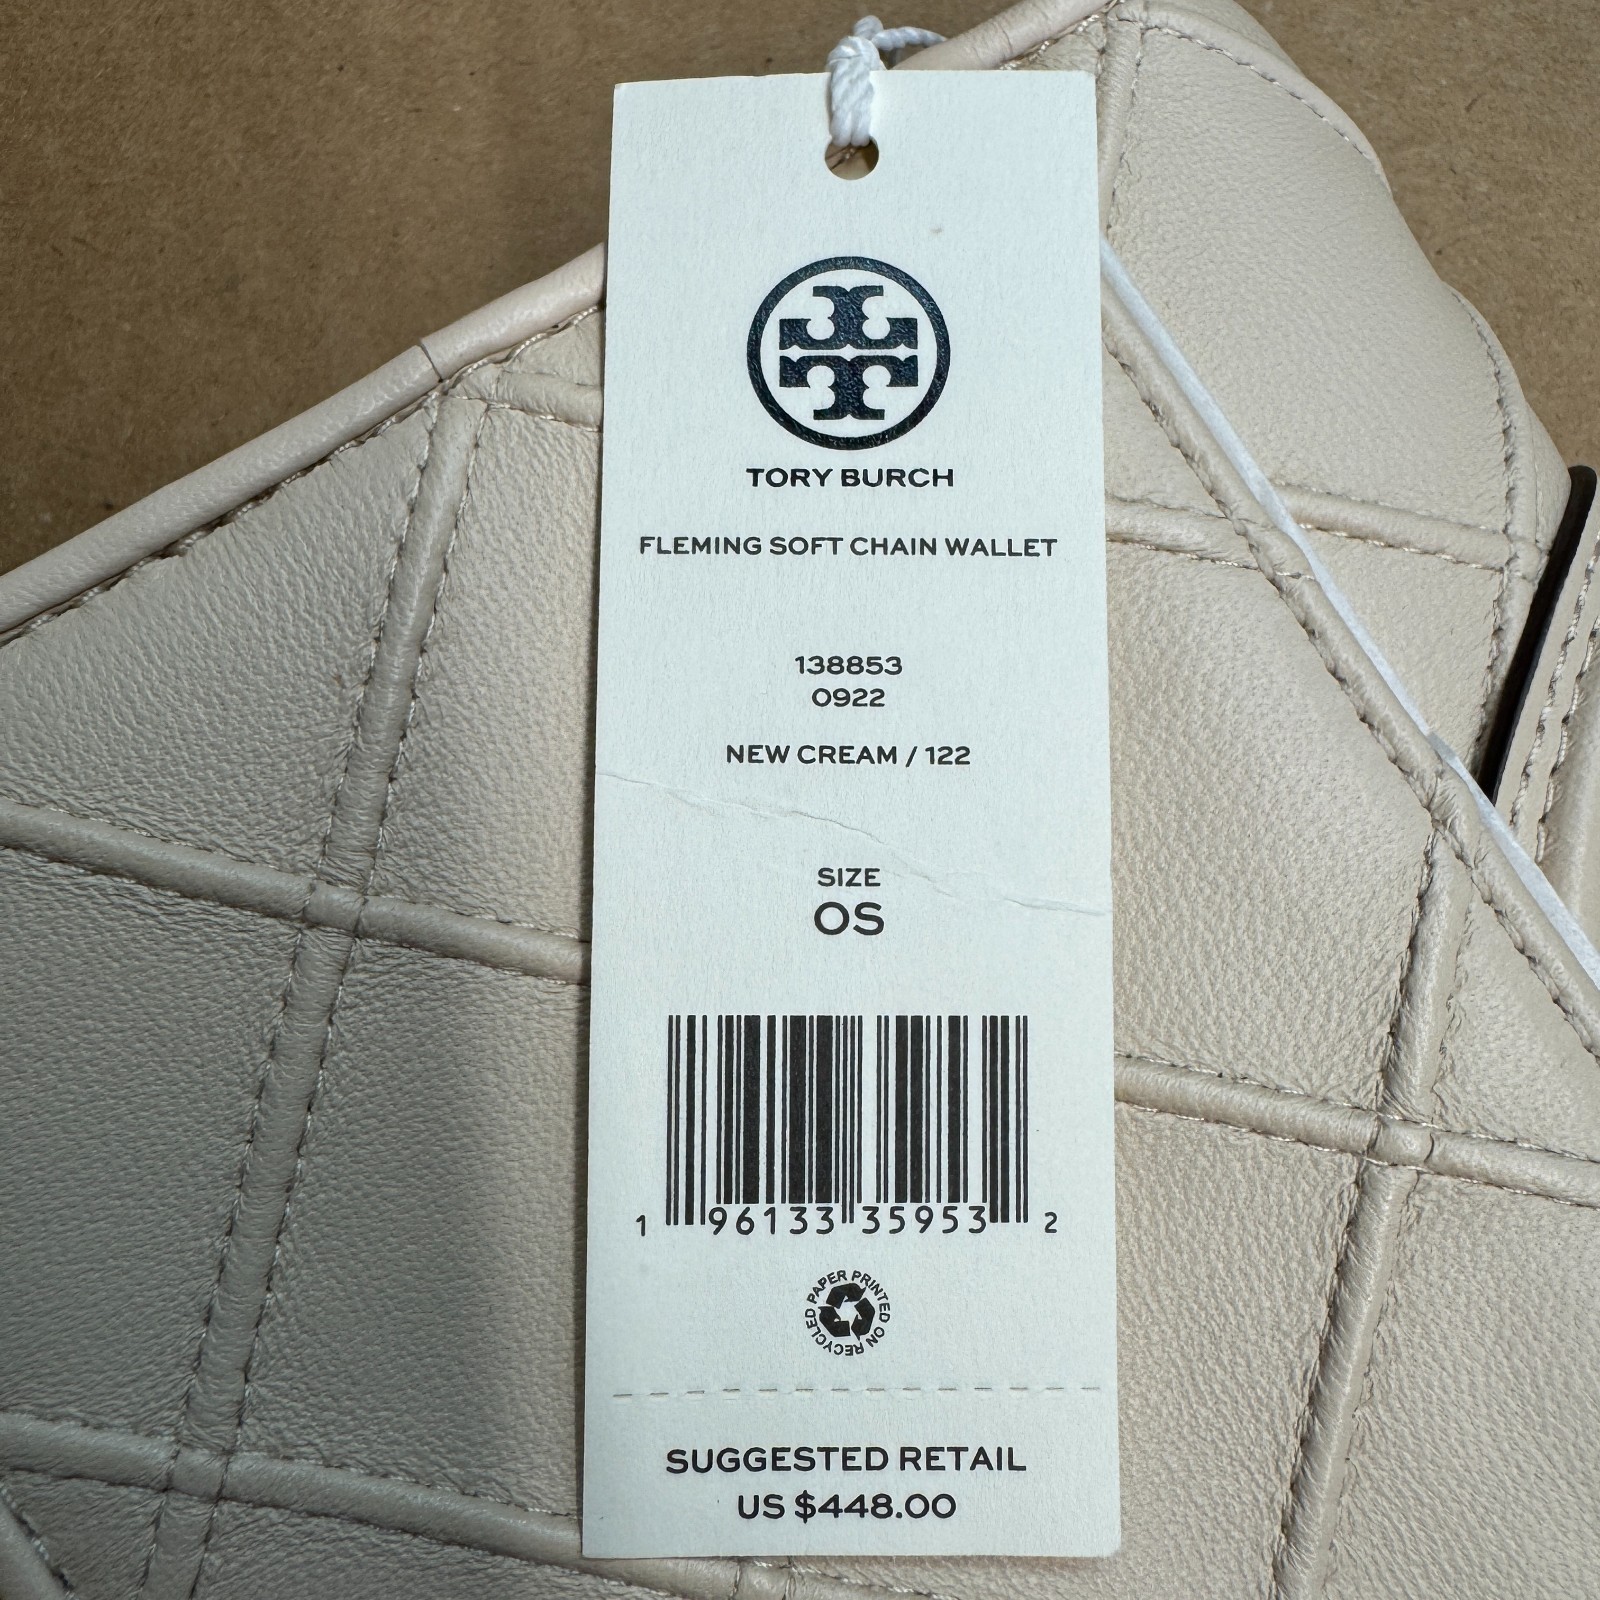 TORY BURCH
FLEMING SOFT CHAIN WALLET
138853
0922
NEW CREAM / 122
SIZE
OS
1 96133 35953 2
PAPER PRINTED ON RECYCLED
SUGGESTED RETAIL
US $448.00